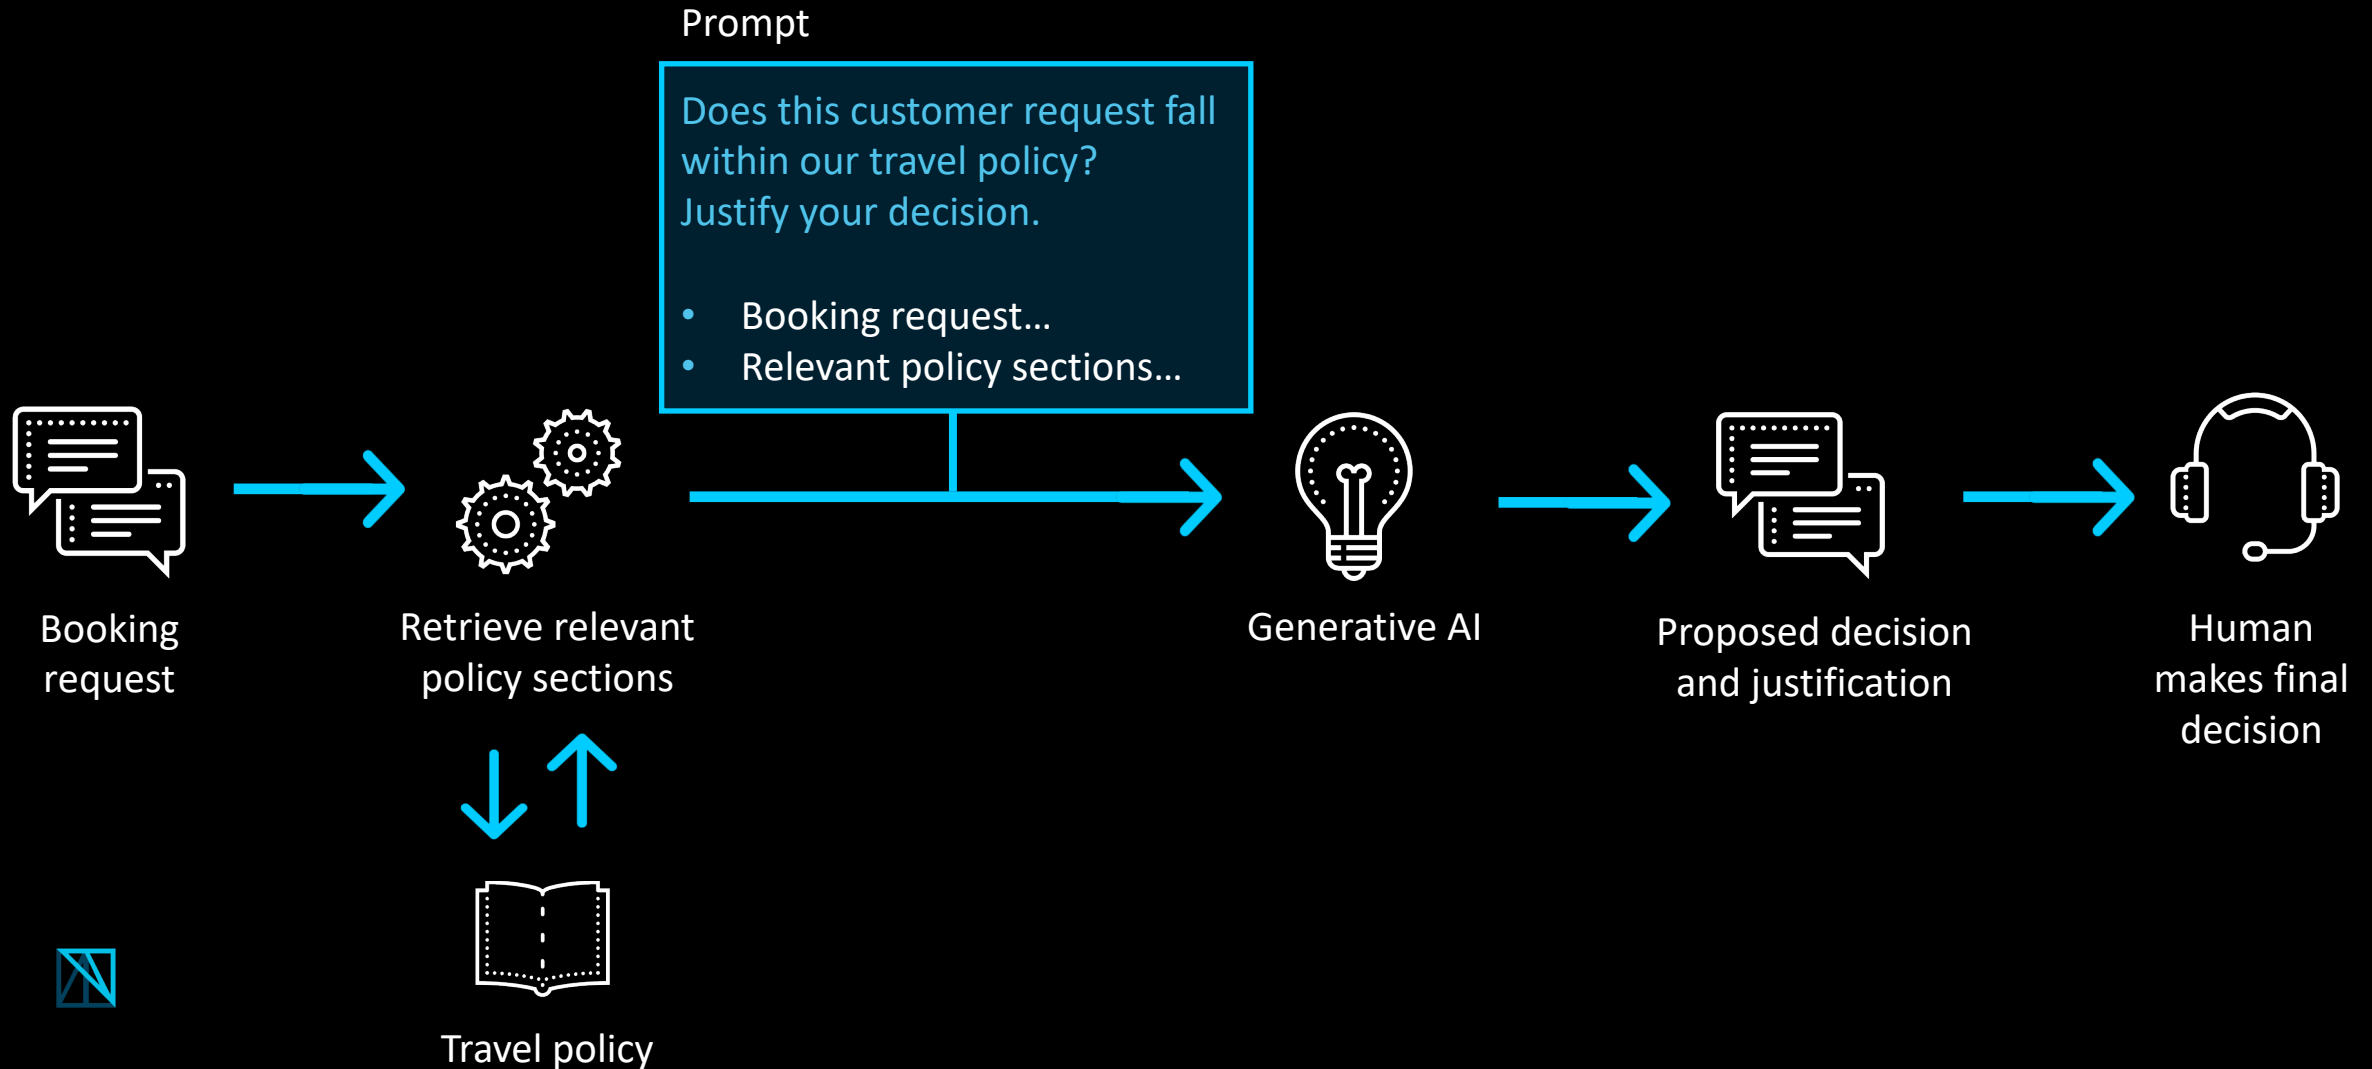 Prompt
Does this customer request fall
within our travel policy?
Justify your decision.
• Booking request...
• Relevant policy sections...
Booking
request
Retrieve relevant
policy sections
Generative AI
Proposed decision
and justification
Human
makes final
decision
Travel policy